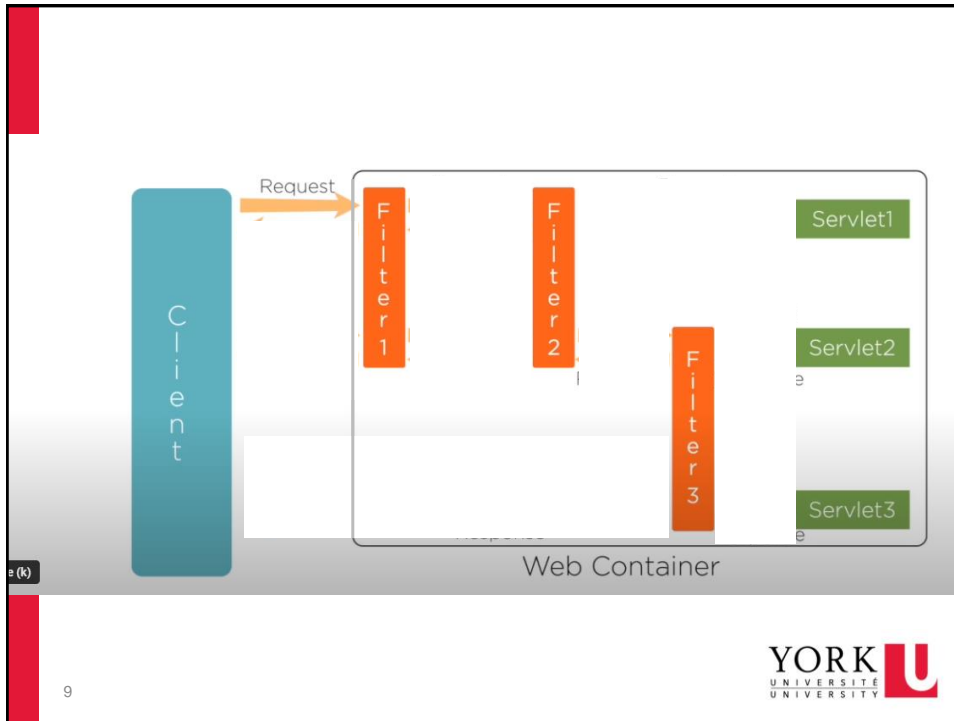 Request
Client
Filter1
Filter2
Filter3
Servlet1
Servlet2
Servlet3
Web Container
e (k)
9
YORK U
UNIVERSITÉ
UNIVERSITY